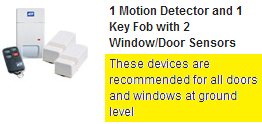 1 Motion Detector and 1
Key Fob with 2
Window/Door Sensors
These devices are
recommended for all doors
and windows at ground
level